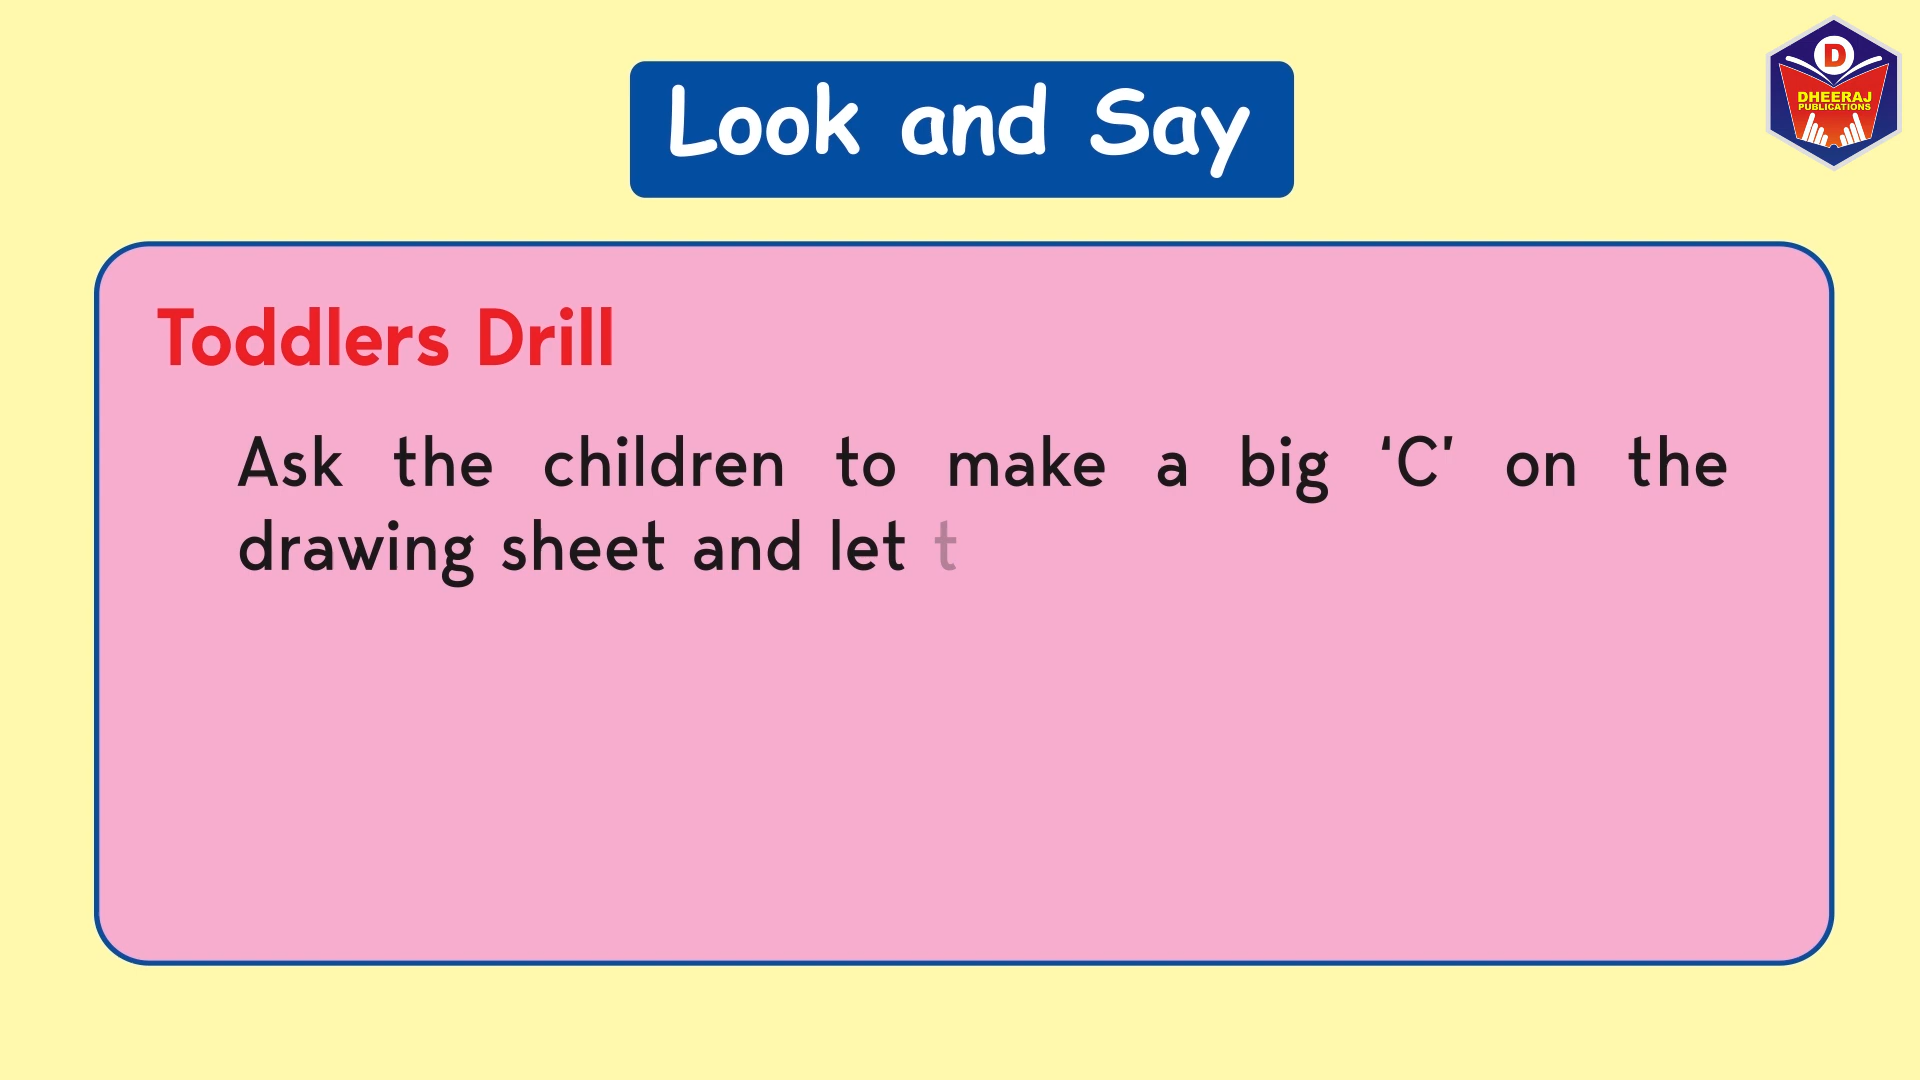 D
DHEERAJ
PUBLICATIONS
Look and Say
Toddlers Drill
Ask the children to make a big ‘C’ on the
drawing sheet and let t